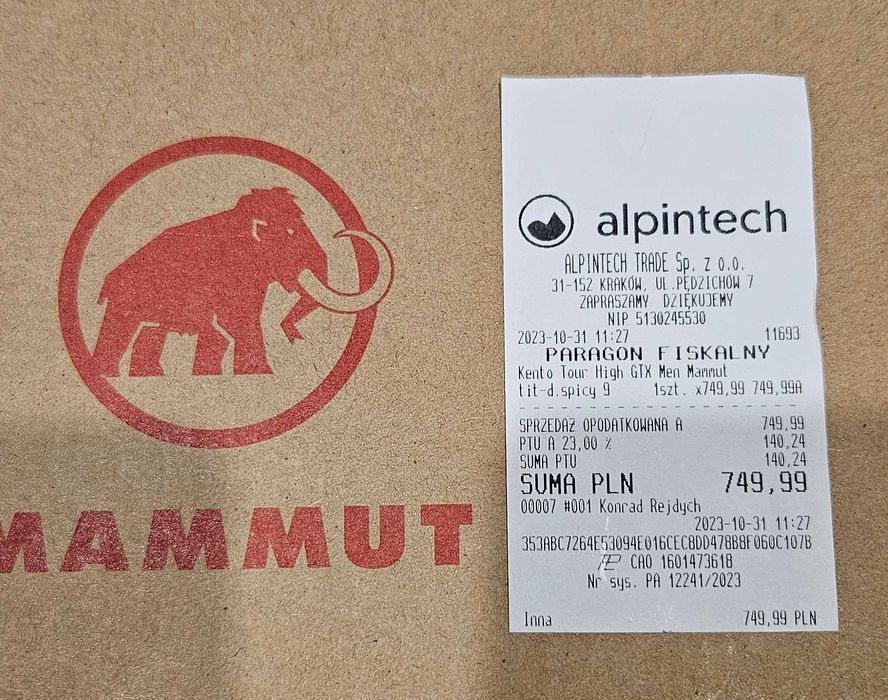 MAMMUT
alpintech
ALPINTECH TRADE Sp. z o.o.
31-152 KRAKÓW, UL.PĘDZICHÓW 7
ZAPRASZAMY DZIĘKUJEMY
NIP 5130245530
2023-10-31 11:27 11693
PARAGON FISKALNY
Kento Tour High GTX Men Mammut
tit-d.spicy 9 1szt. x749,99 749,99A
SPRZEDAŻ OPODATKOWANA A 749,99
PTU A 23,00 % 140,24
SUMA PTU 140,24
SUMA PLN 749,99
00007 #001 Konrad Rejdych
2023-10-31 11:27
353ABC7264E53094E016CEC8DD478B8F060C107B
CAO 1601473618
Nr sys. PA 12241/2023
Inna 749,99 PLN